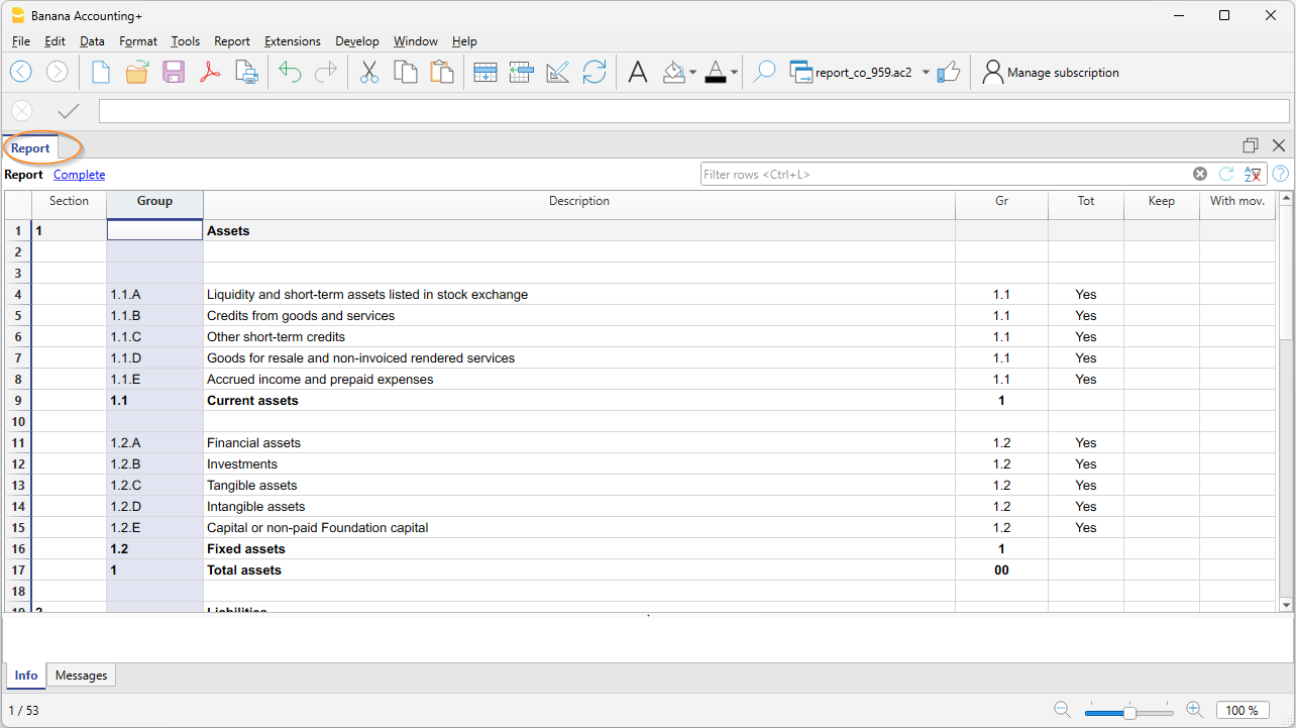 Banana Accounting+
File Edit Data Format Tools Report Extensions Develop Window Help
report_co_959.ac2 Manage subscription
Report
Report Complete Filter rows <Ctrl+L>
Section Group Description Gr Tot Keep With mov.
1 1 Assets
2
3
4 1.1.A Liquidity and short-term assets listed in stock exchange 1.1 Yes
5 1.1.B Credits from goods and services 1.1 Yes
6 1.1.C Other short-term credits 1.1 Yes
7 1.1.D Goods for resale and non-invoiced rendered services 1.1 Yes
8 1.1.E Accrued income and prepaid expenses 1.1 Yes
9 1.1 Current assets 1
10
11 1.2.A Financial assets 1.2 Yes
12 1.2.B Investments 1.2 Yes
13 1.2.C Tangible assets 1.2 Yes
14 1.2.D Intangible assets 1.2 Yes
15 1.2.E Capital or non-paid Foundation capital 1.2 Yes
16 1.2 Fixed assets 1
17 1 Total assets 00
18
19 2 Liabilities
Info Messages
1 / 53 100 %